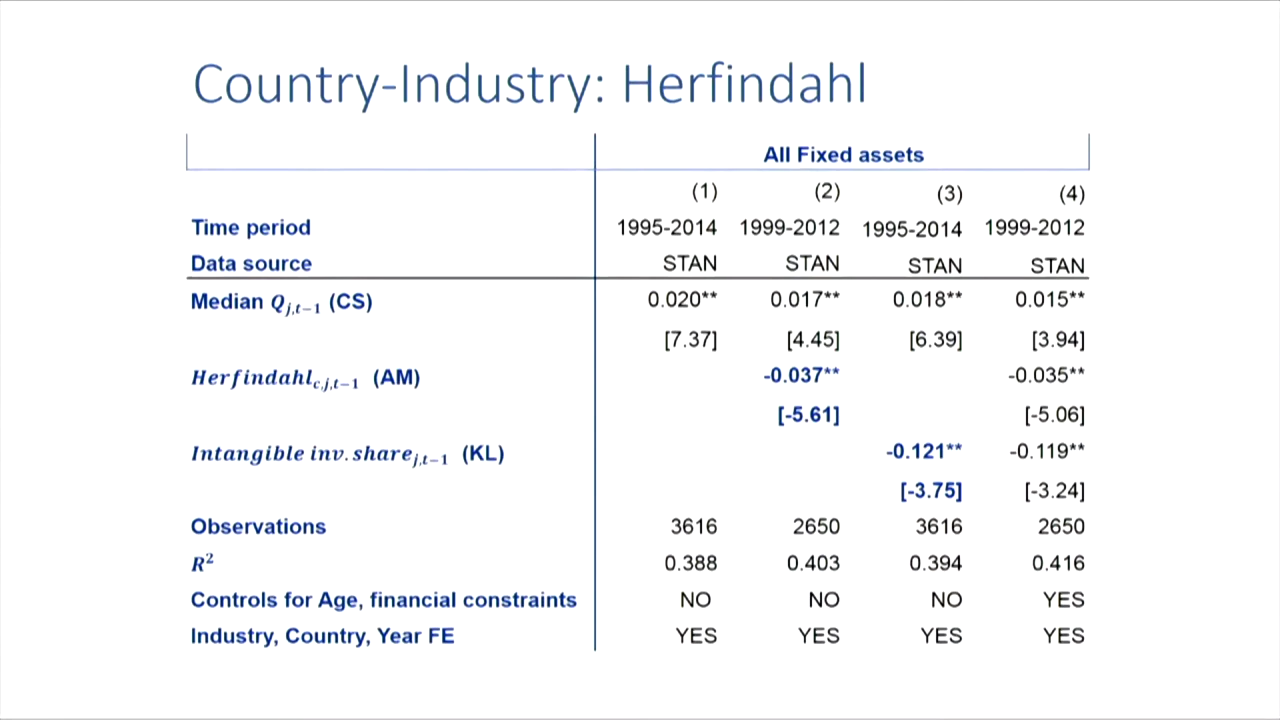 Country-Industry: Herfindahl
All Fixed assets
(1) (2) (3) (4)
Time period 1995-2014 1999-2012 1995-2014 1999-2012
Data source STAN STAN STAN STAN
Median Q_{j,t−1} (CS) 0.020** 0.017** 0.018** 0.015**
[7.37] [4.45] [6.39] [3.94]
Herfindahl_{c,j,t−1} (AM) -0.037** -0.035**
[-5.61] [-5.06]
Intangible inv. share_{j,t−1} (KL) -0.121** -0.119**
[-3.75] [-3.24]
Observations 3616 2650 3616 2650
R² 0.388 0.403 0.394 0.416
Controls for Age, financial constraints NO NO NO YES
Industry, Country, Year FE YES YES YES YES